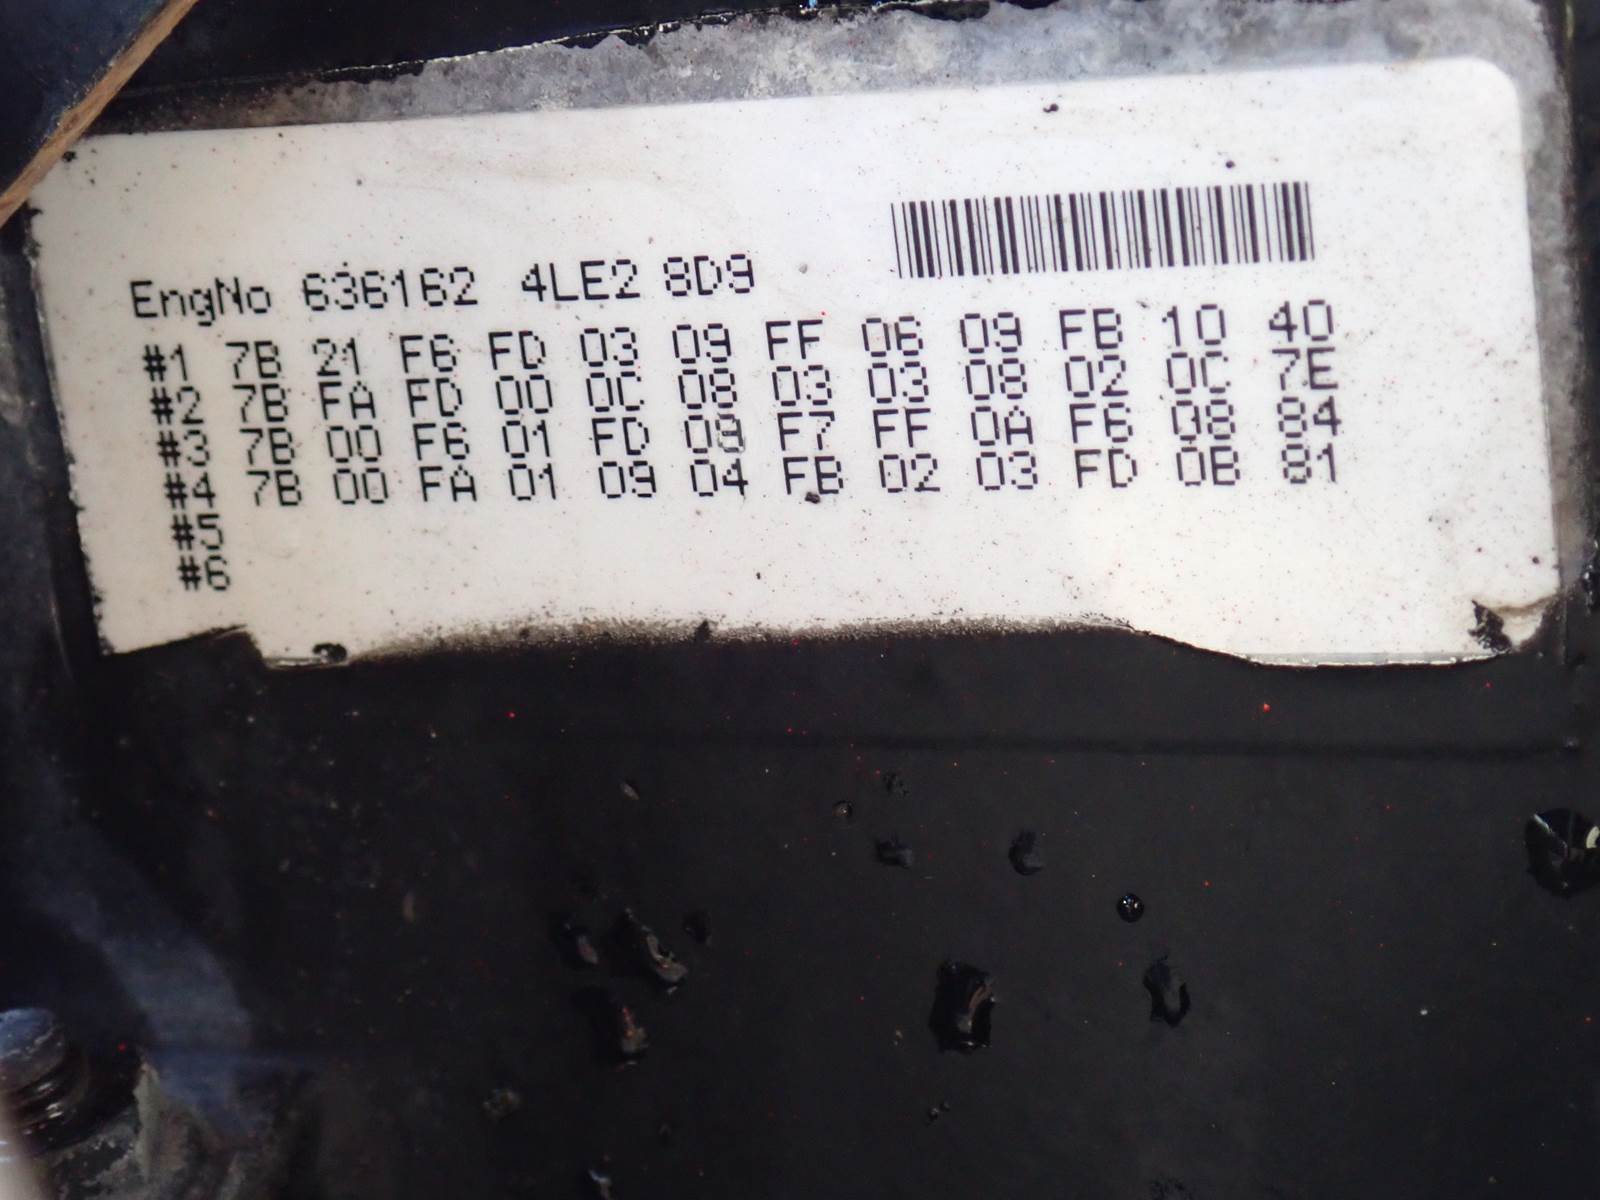 EngNo 636162 4LE2 8D9
#1 7B 21 F6 FD 03 09 FF 06 09 FB 10 40
#2 7B FA FD 00 0C 08 03 03 08 02 0C 7E
#3 7B 00 F6 01 FD 09 F7 FF 0A F6 08 84
#4 7B 00 FA 01 09 04 FB 02 03 FD 0B 81
#5
#6